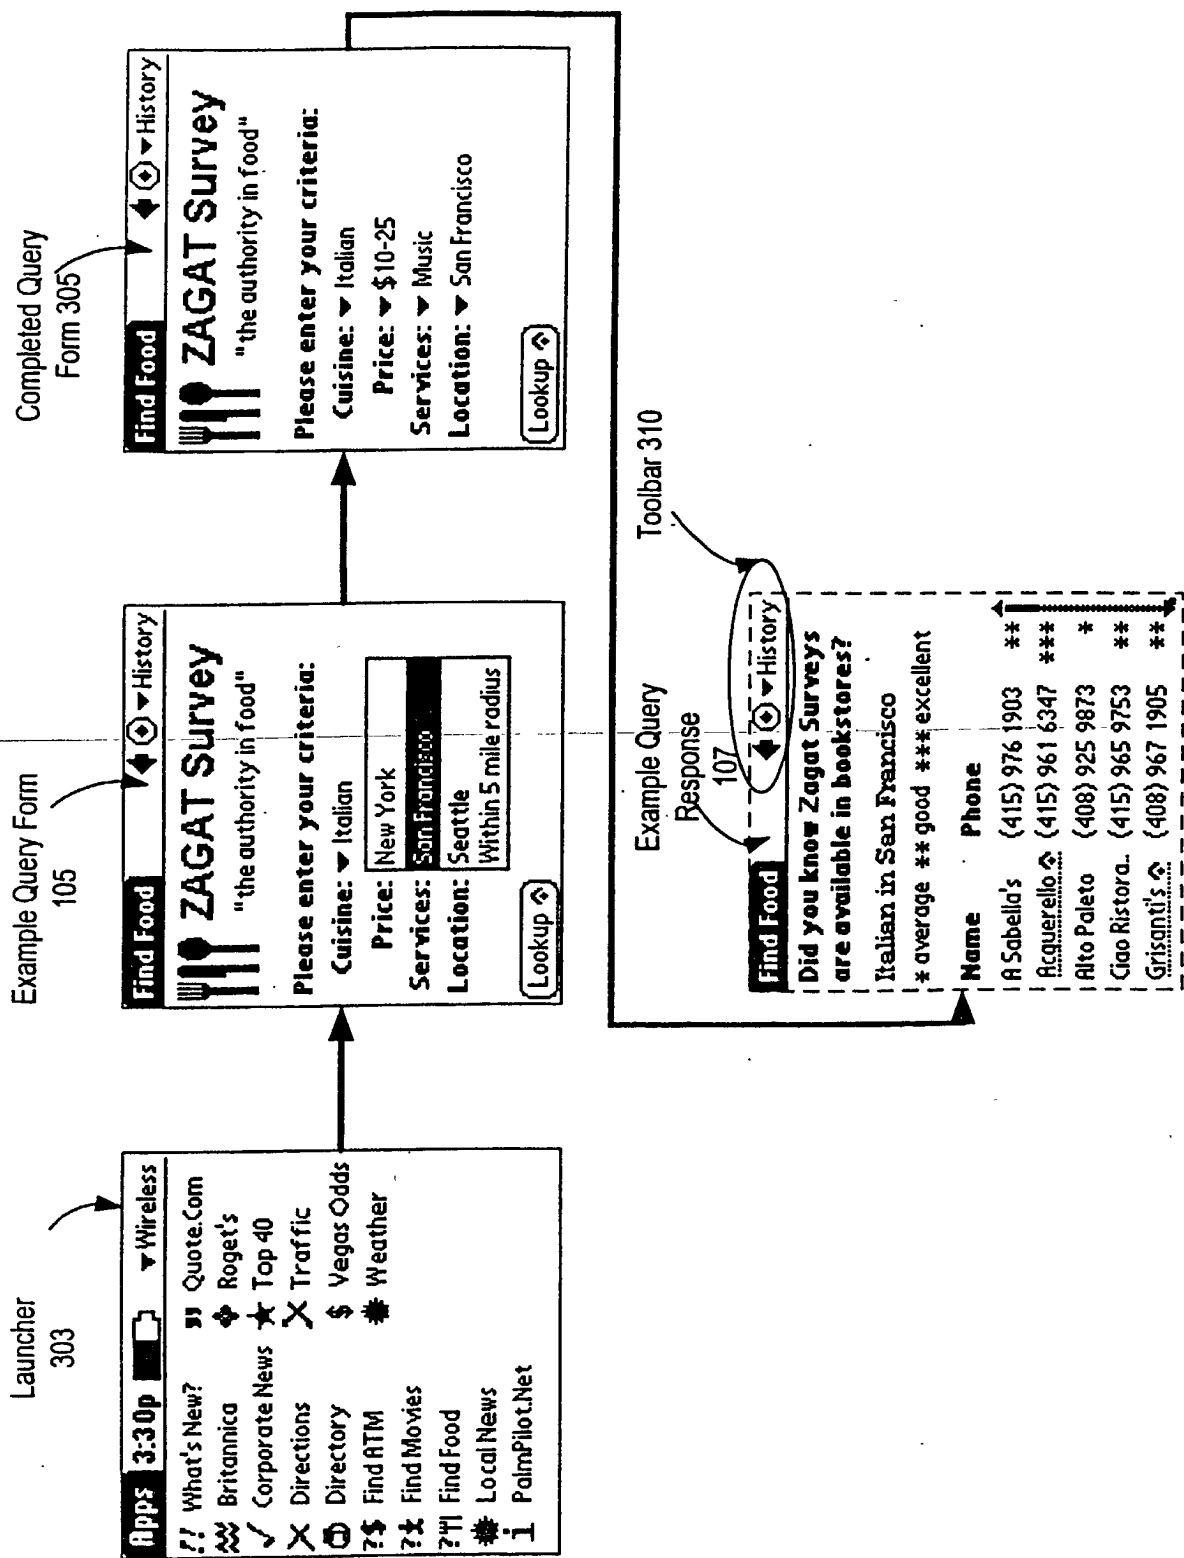 Launcher
303
Apps 3:30p ▼Wireless
?? What's New?
Britannica
Corporate News
Directions
Directory
?$ Find ATM
? Find Movies
? Find Food
Local News
i PalmPilot.Net
" Quote.Com
Roget's
★ Top 40
Traffic
$ Vegas Odds
Weather
Example Query Form
105
Find Food ▼History
ZAGAT Survey
"the authority in food"
Please enter your criteria:
Cuisine: ▼ Italian
Price:
Services:
Location:
New York
San Francisco
Seattle
Within 5 mile radius
Lookup
Completed Query
Form 305
Find Food ▼History
ZAGAT Survey
"the authority in food"
Please enter your criteria:
Cuisine: ▼ Italian
Price: ▼ $10-25
Services: ▼ Music
Location: ▼ San Francisco
Lookup
Example Query
Response
107
Toolbar 310
Find Food ▼History
Did you know Zagat Surveys
are available in bookstores?
Italian in San Francisco
*average **good ***excellent
Name Phone
A Sabella's (415) 976 1903 **
Acquerello (415) 961 6347 ***
Alto Paleto (408) 925 9873 *
Ciao Ristora.. (415) 965 9753 **
Grisanti's (408) 967 1905 **